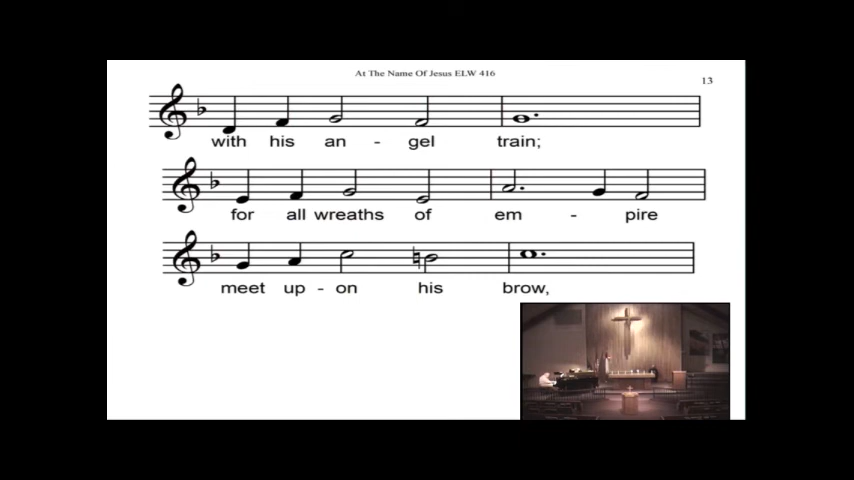 At The Name Of Jesus ELW 416
13
with his an - gel train;
for all wreaths of em - pire
meet up - on his brow,